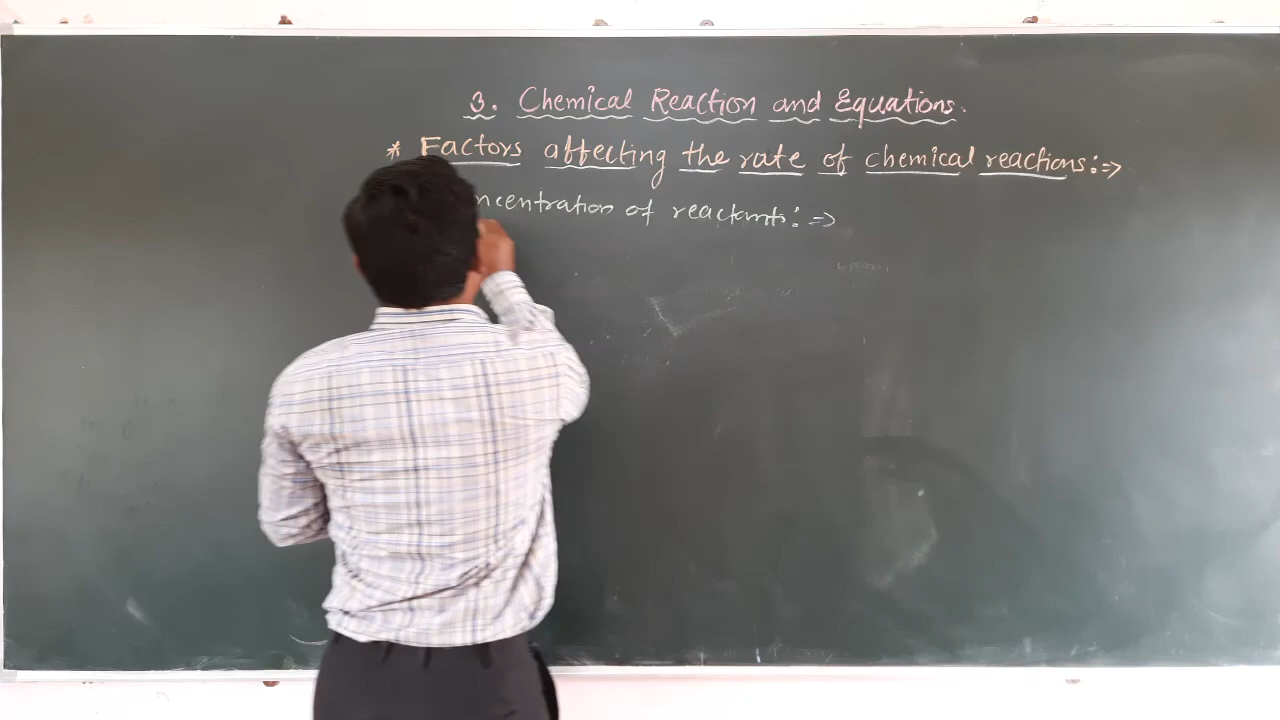 3. Chemical Reaction and Equations.
* Factors affecting the rate of chemical reactions:→
ncentration of reactants:→